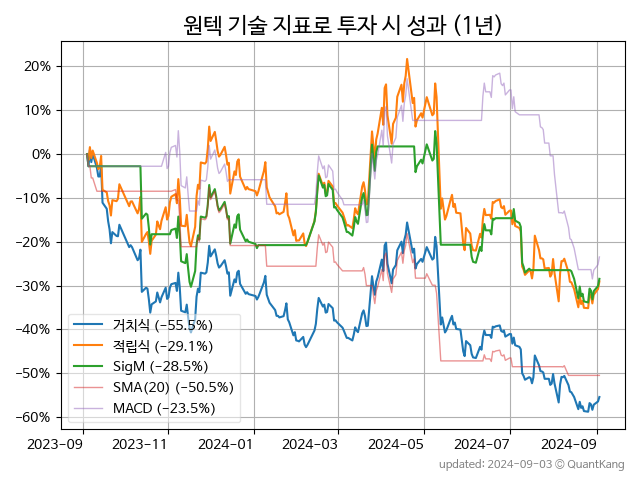 원텍 기술 지표로 투자 시 성과 (1년)
20%
10%
0%
−10%
−20%
−30%
−40%
−50%
−60%
거치식 (−55.5%)
적립식 (−29.1%)
SigM (−28.5%)
SMA(20) (−50.5%)
MACD (−23.5%)
2023-09 2023-11 2024-01 2024-03 2024-05 2024-07 2024-09
updated: 2024-09-03 © QuantKang